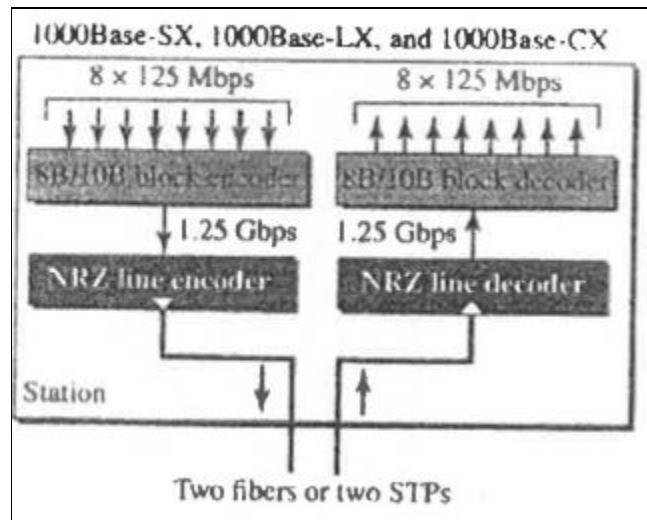 1000Base-SX, 1000Base-LX, and 1000Base-CX
8 × 125 Mbps
8 × 125 Mbps
8B/10B block encoder
8B/10B block decoder
1.25 Gbps
1.25 Gbps
NRZ line encoder
NRZ line decoder
Station
Two fibers or two STPs